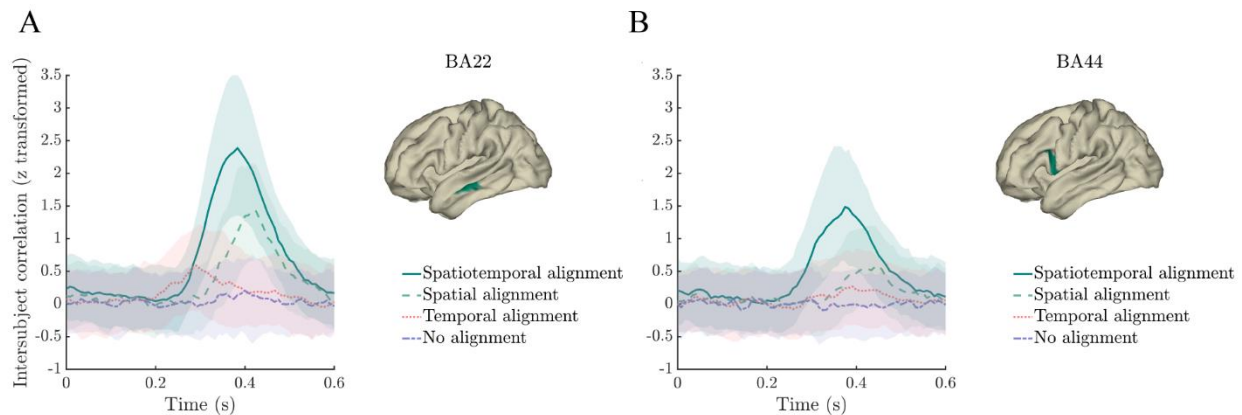 A
BA22
Intersubject correlation (z transformed)
3.5
3
2.5
2
1.5
1
0.5
0
-0.5
-1
0
0.2
0.4
0.6
Time (s)
Spatiotemporal alignment
Spatial alignment
Temporal alignment
No alignment
B
BA44
3.5
3
2.5
2
1.5
1
0.5
0
-0.5
-1
0
0.2
0.4
0.6
Time (s)
Spatiotemporal alignment
Spatial alignment
Temporal alignment
No alignment